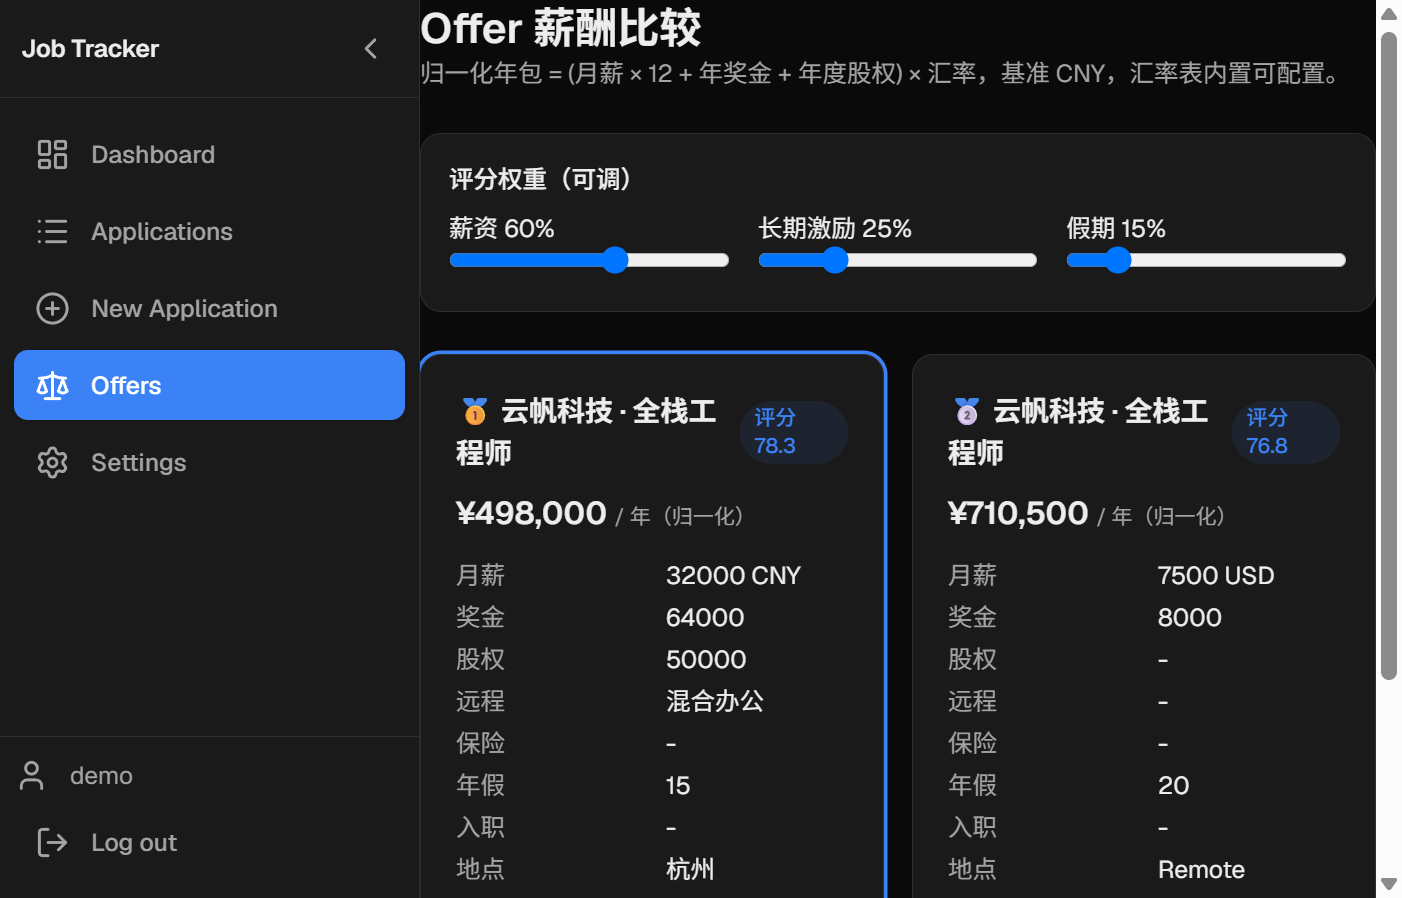 Job Tracker
Dashboard
Applications
New Application
Offers
Settings
demo
Log out
Offer 薪酬比较
归一化年包 = (月薪 × 12 + 年奖金 + 年度股权) × 汇率，基准 CNY，汇率表内置可配置。
评分权重（可调）
薪资 60%
长期激励 25%
假期 15%
🥇 云帆科技 · 全栈工
程师
评分
78.3
¥498,000 / 年（归一化）
月薪 32000 CNY
奖金 64000
股权 50000
远程 混合办公
保险 -
年假 15
入职 -
地点 杭州
🥈 云帆科技 · 全栈工
程师
评分
76.8
¥710,500 / 年（归一化）
月薪 7500 USD
奖金 8000
股权 -
远程 -
保险 -
年假 20
入职 -
地点 Remote